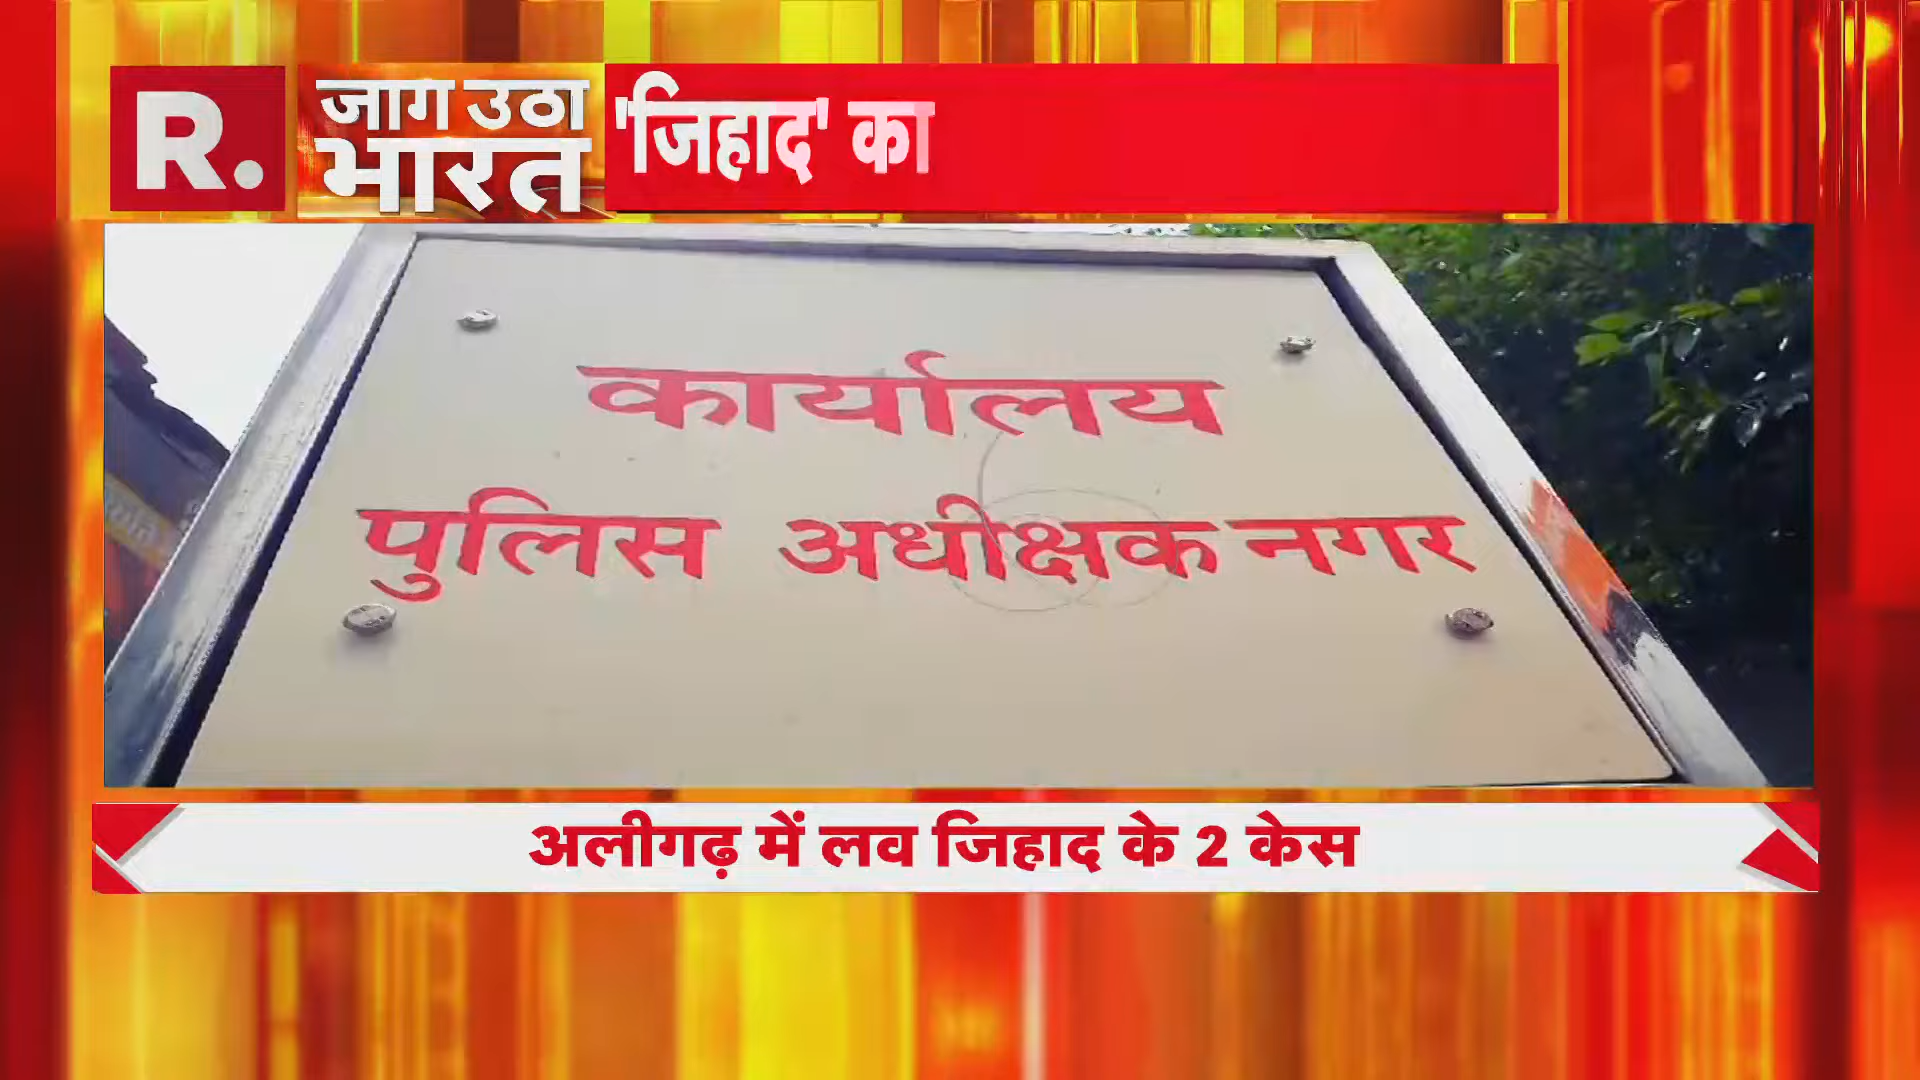 R.
जाग उठा
भारत
'जिहाद' का
कार्यालय
पुलिस अधीक्षक नगर
अलीगढ़ में लव जिहाद के 2 केस